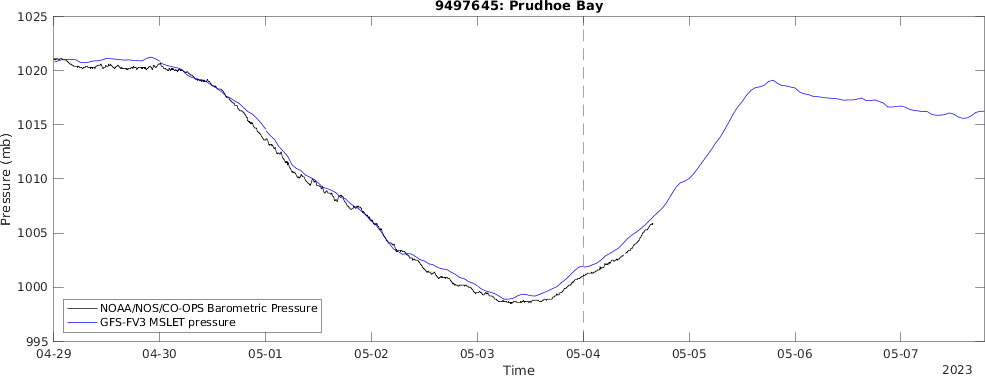 9497645: Prudhoe Bay
1025
1020
1015
1010
1005
1000
995
Pressure (mb)
NOAA/NOS/CO-OPS Barometric Pressure
GFS-FV3 MSLET pressure
04-29 04-30 05-01 05-02 05-03 05-04 05-05 05-06 05-07
Time
2023